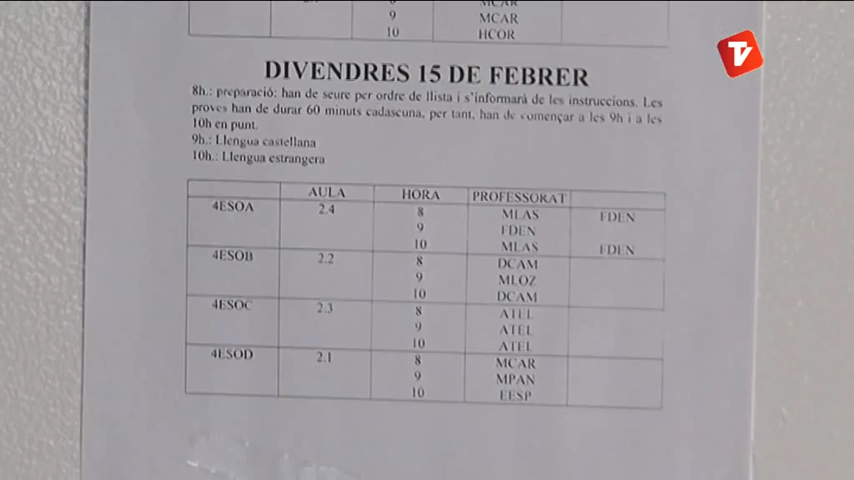 MCAR
9 MCAR
10 HCOR
TV
DIVENDRES 15 DE FEBRER
8h.: preparació: han de seure per ordre de llista i s'informarà de les instruccions. Les
proves han de durar 60 minuts cadascuna, per tant, han de començar a les 9h i a les
10h en punt.
9h.: Llengua castellana
10h.: Llengua estrangera
AULA HORA PROFESSORAT
4ESOA 2.4 8 MLAS FDEN
9 FDEN
10 MLAS FDEN
4ESOB 2.2 8 DCAM
9 MLOZ
10 DCAM
4ESOC 2.3 8 ATEL
9 ATEL
10 ATEL
4ESOD 2.1 8 MCAR
9 MPAN
10 EESP